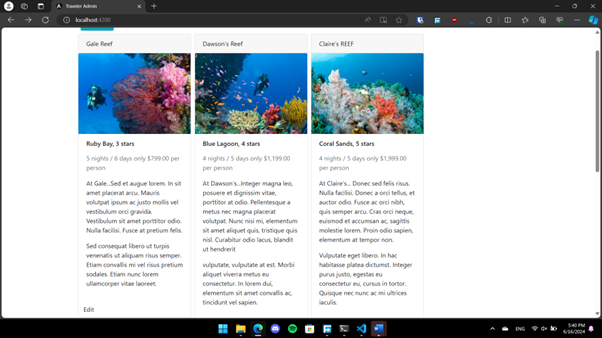 Travelr Admin
localhost:4200
Gale Reef
Dawson's Reef
Claire's REEF
Ruby Bay, 3 stars
5 nights / 6 days only $799.00 per
person
At Gale...Sed et augue lorem. In sit
amet placerat arcu. Mauris
volutpat ipsum ac justo mollis vel
vestibulum orci gravida.
Vestibulum sit amet porttitor odio.
Nulla facilisi. Fusce at pretium felis.
Sed consequat libero ut turpis
venenatis ut aliquam risus semper.
Etiam convallis mi vel risus pretium
sodales. Etiam nunc lorem
ullamcorper vitae laoreet.
Edit
Blue Lagoon, 4 stars
4 nights / 5 days only $1,199.00
per person
At Dawson's...Integer magna leo,
posuere et dignissim vitae,
porttitor at odio. Pellentesque a
metus nec magna placerat
volutpat. Nunc nisi mi, elementum
sit amet aliquet quis, tristique quis
nisl. Curabitur odio lacus, blandit
ut hendrerit
vulputate, vulputate at est. Morbi
aliquet viverra metus eu
consectetur. In lorem dui,
elementum sit amet convallis ac,
tincidunt vel sapien.
Coral Sands, 5 stars
4 nights / 5 days only $1,999.00
per person
At Claire's... Donec sed felis risus.
Nulla facilisi. Donec a orci tellus, et
auctor odio. Fusce ac orci nibh,
quis semper arcu. Cras orci neque,
euismod et accumsan ac, sagittis
molestie lorem. Proin odio sapien,
elementum at tempor non.
Vulputate eget libero. In hac
habitasse platea dictumst. Integer
purus justo, egestas eu
consectetur eu, cursus in tortor.
Quisque nec nunc ac mi ultrices
iaculis.
ENG
5:40 PM
6/16/2024